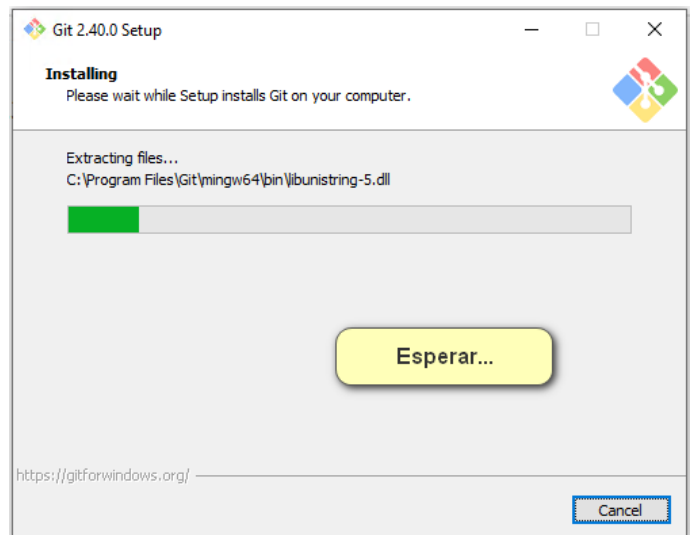 Git 2.40.0 Setup
Installing
Please wait while Setup installs Git on your computer.
Extracting files...
C:\Program Files\Git\mingw64\bin\libunistring-5.dll
Esperar...
https://gitforwindows.org/
Cancel